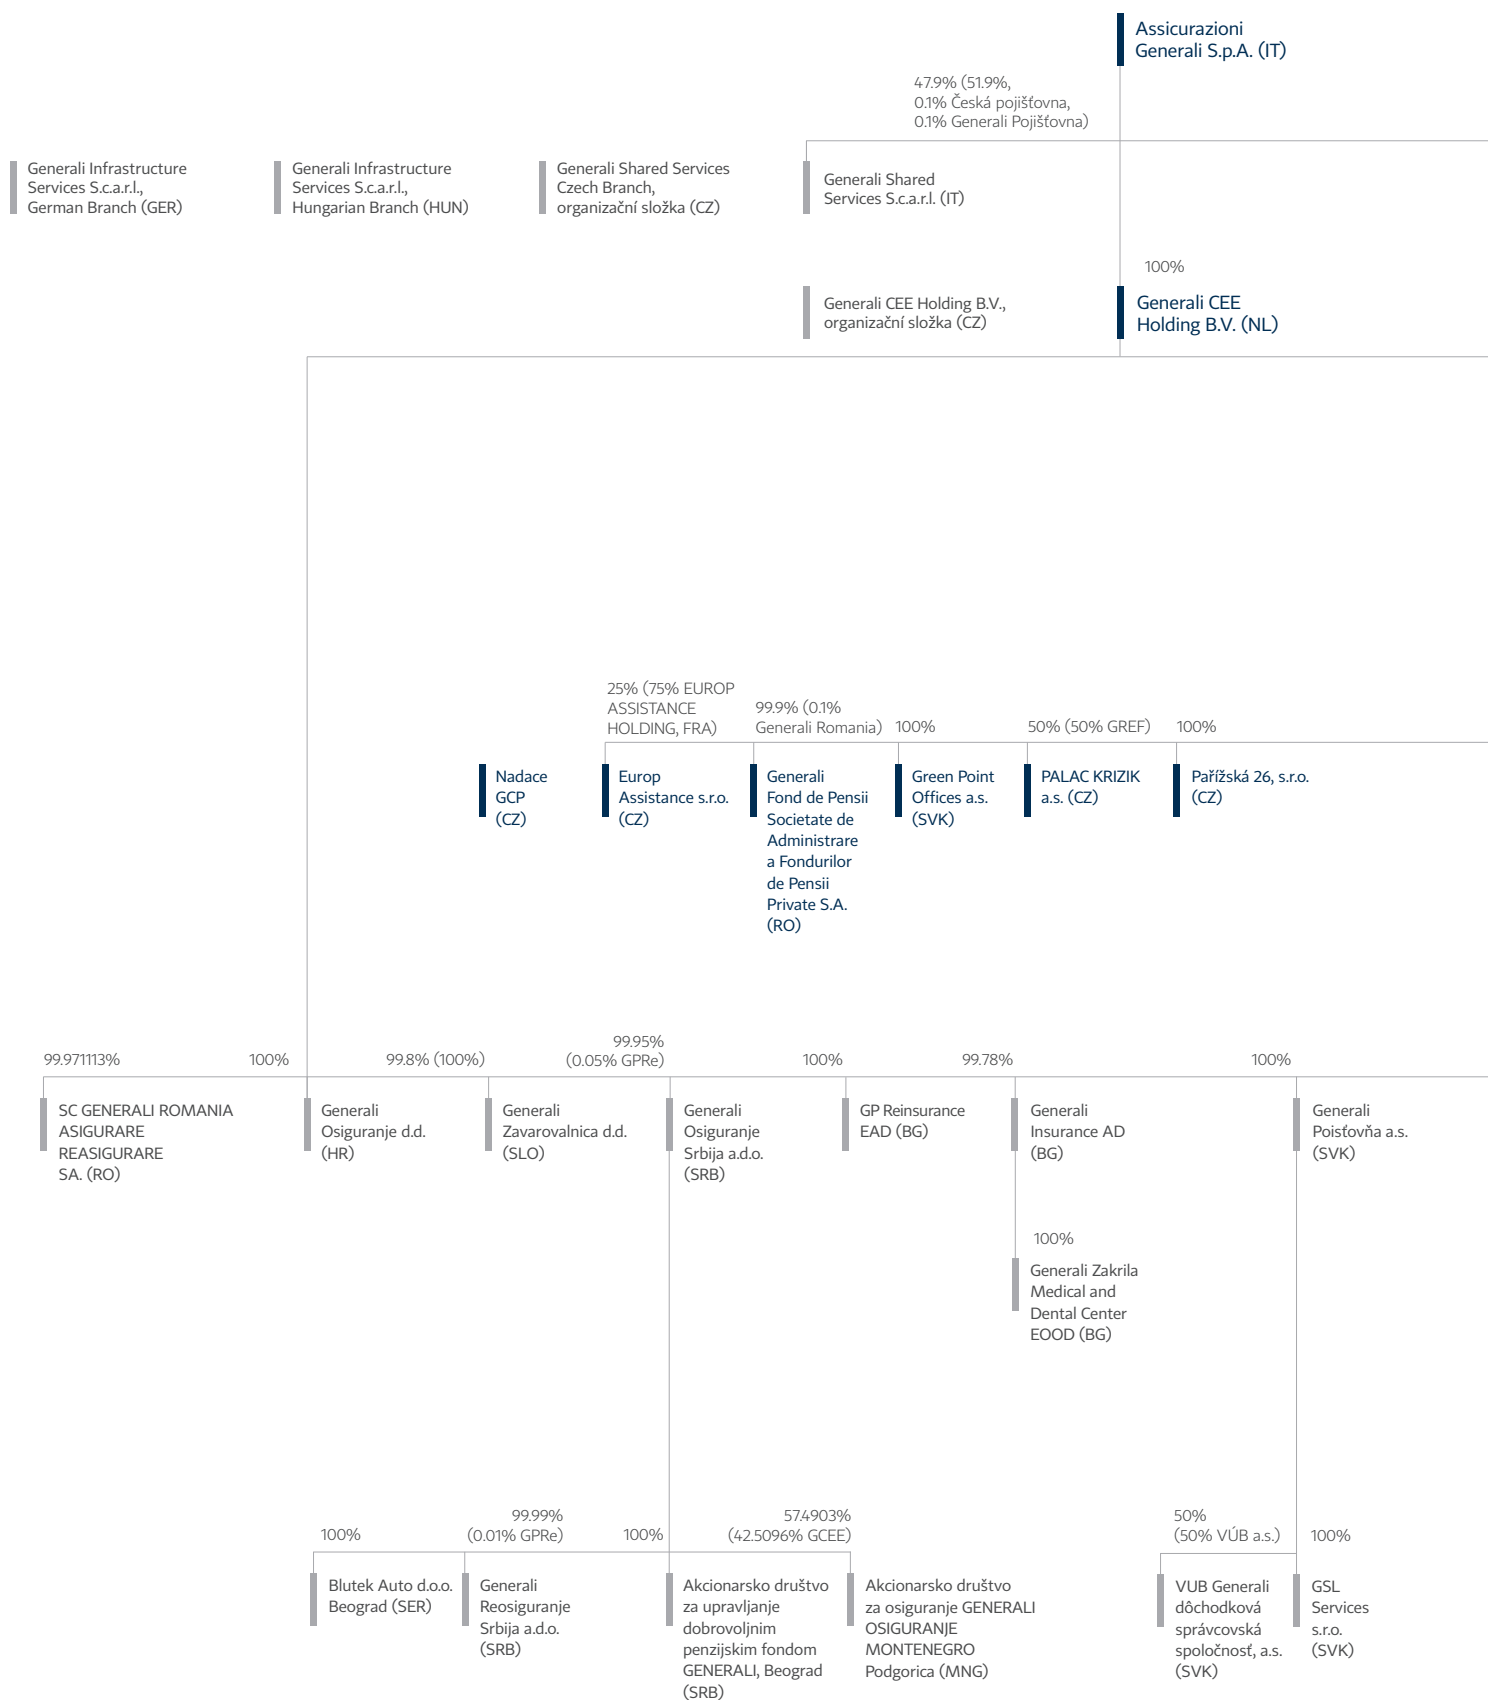 Assicurazioni
Generali S.p.A. (IT)
47.9% (51.9%,
0.1% Česká pojišťovna,
0.1% Generali Pojišťovna)
Generali Infrastructure
Services S.c.a.r.l.,
German Branch (GER)
Generali Infrastructure
Services S.c.a.r.l.,
Hungarian Branch (HUN)
Generali Shared Services
Czech Branch,
organizační složka (CZ)
Generali Shared
Services S.c.a.r.l. (IT)
100%
Generali CEE Holding B.V.,
organizační složka (CZ)
Generali CEE
Holding B.V. (NL)
25% (75% EUROP
ASSISTANCE
HOLDING, FRA)
99.9% (0.1%
Generali Romania)
100%
50% (50% GREF)
100%
Nadace
GCP
(CZ)
Europ
Assistance s.r.o.
(CZ)
Generali
Fond de Pensii
Societate de
Administrare
a Fondurilor
de Pensii
Private S.A.
(RO)
Green Point
Offices a.s.
(SVK)
PALAC KRIZIK
a.s. (CZ)
Pařížská 26, s.r.o.
(CZ)
99.971113%
100%
99.8% (100%)
99.95%
(0.05% GPRe)
100%
99.78%
100%
SC GENERALI ROMANIA
ASIGURARE
REASIGURARE
SA. (RO)
Generali
Osiguranje d.d.
(HR)
Generali
Zavarovalnica d.d.
(SLO)
Generali
Osiguranje
Srbija a.d.o.
(SRB)
GP Reinsurance
EAD (BG)
Generali
Insurance AD
(BG)
Generali
Poisťovňa a.s.
(SVK)
100%
Generali Zakrila
Medical and
Dental Center
EOOD (BG)
100%
99.99%
(0.01% GPRe)
100%
57.4903%
(42.5096% GCEE)
50%
(50% VÚB a.s.)
100%
Blutek Auto d.o.o.
Beograd (SER)
Generali
Reosiguranje
Srbija a.d.o.
(SRB)
Akcionarsko društvo
za upravljanje
dobrovoljnim
penzijskim fondom
GENERALI, Beograd
(SRB)
Akcionarsko društvo
za osiguranje GENERALI
OSIGURANJE
MONTENEGRO
Podgorica (MNG)
VUB Generali
dôchodková
správcovská
spoločnosť, a.s.
(SVK)
GSL
Services
s.r.o.
(SVK)